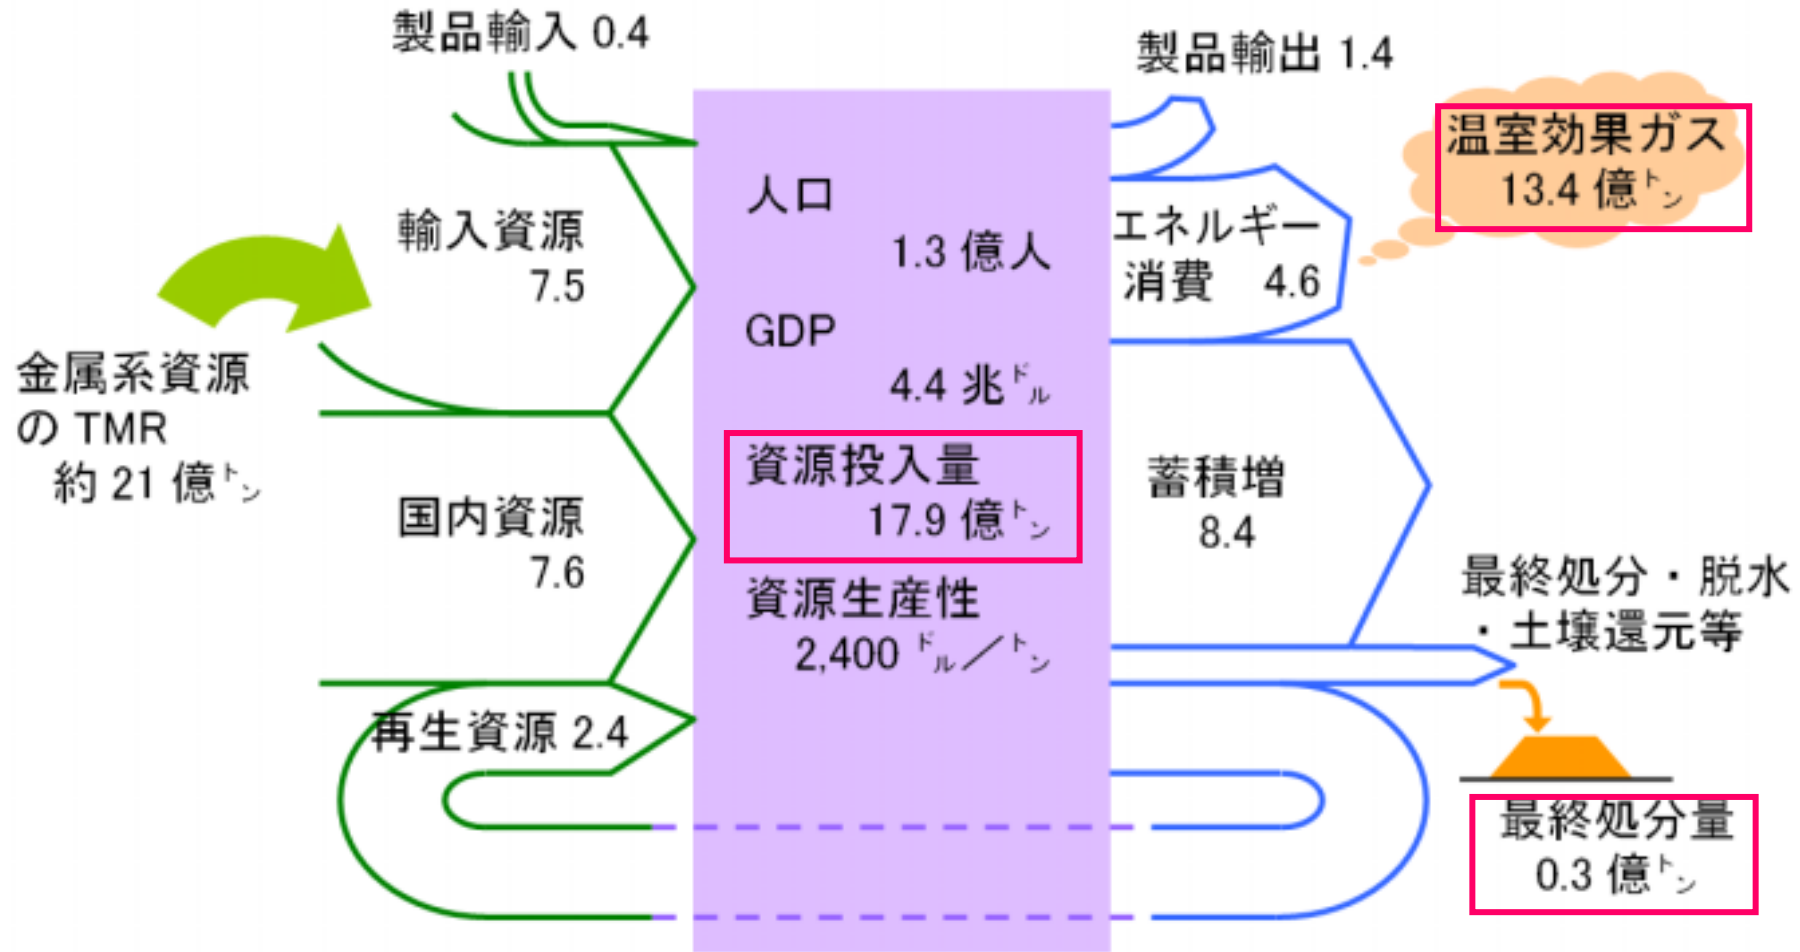 製品輸入 0.4
輸入資源
7.5
金属系資源
の TMR
約 21 億トン
国内資源
7.6
再生資源 2.4
人口
1.3 億人
GDP
4.4 兆ドル
資源投入量
17.9 億トン
資源生産性
2,400 ドル／トン
製品輸出 1.4
温室効果ガス
13.4 億トン
エネルギー
消費 4.6
蓄積増
8.4
最終処分・脱水
・土壌還元等
最終処分量
0.3 億トン